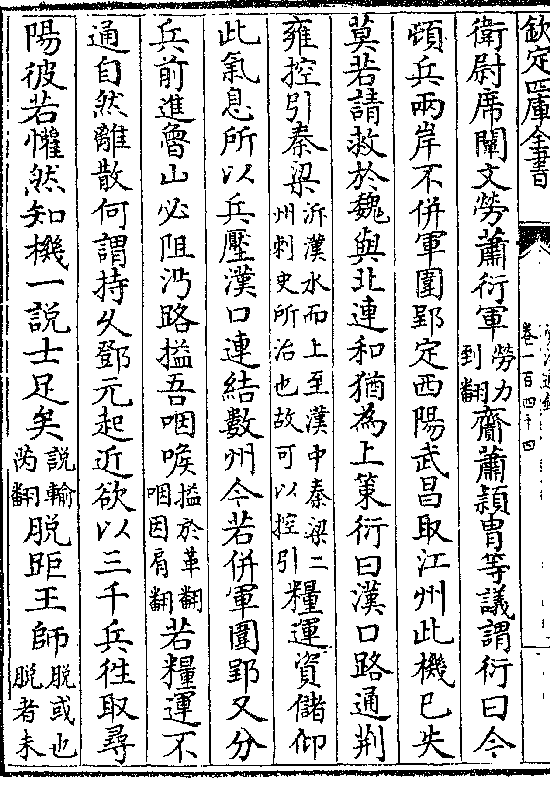 欽定四庫全書
卷一百四十四
衛尉席闡文勞蕭衍軍勞力到翻齎蕭頴胄等議謂衍曰今
頓兵兩岸不併軍圍郢定西陽武昌取江州此機已失
莫若請救於魏與北連和猶為上策衍曰漢口路通荆
雍控引秦梁泝漢水而上至漢中秦梁二州刺史所治也故可以控引糧運資儲仰
此氣息所以兵壓漢口連結數州今若併軍圍郢又分
兵前進魯山必阻沔路搤吾咽喉搤於革翻咽因肩翻若糧運不
通自然離散何謂持久鄧元起近欲以三千兵往取尋
陽彼若懽然知機一説士足矣説輸芮翻脱距王師脱或也脱者未